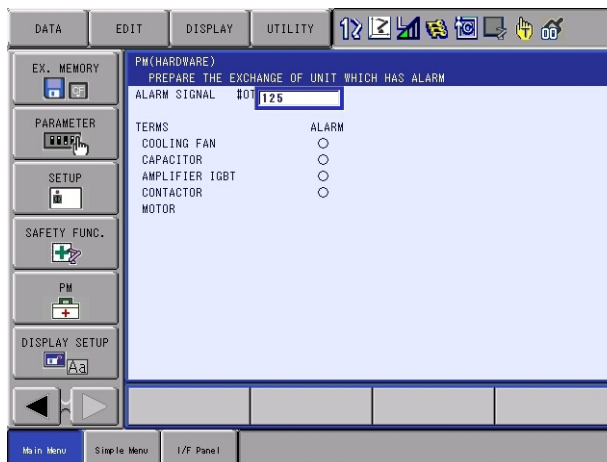 DATA
EDIT
DISPLAY
UTILITY
EX. MEMORY
CF
PARAMETER
SETUP
SAFETY FUNC.
PM
DISPLAY SETUP
Aa
PM(HARDWARE)
PREPARE THE EXCHANGE OF UNIT WHICH HAS ALARM
ALARM SIGNAL #OT 125
TERMS ALARM
COOLING FAN ○
CAPACITOR ○
AMPLIFIER IGBT ○
CONTACTOR ○
MOTOR
Main Menu
Simple Menu
I/F Panel